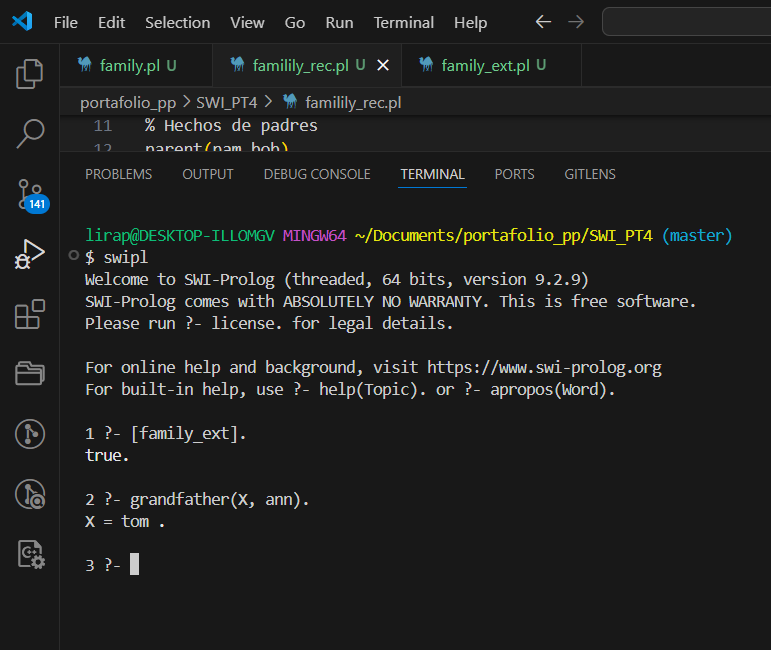 File Edit Selection View Go Run Terminal Help
family.pl U familily_rec.pl U family_ext.pl U
portafolio_pp > SWI_PT4 > familily_rec.pl
11 % Hechos de padres
12 parent(pam,bob).
PROBLEMS OUTPUT DEBUG CONSOLE TERMINAL PORTS GITLENS
141
lirap@DESKTOP-ILLOMGV MINGW64 ~/Documents/portafolio_pp/SWI_PT4 (master)
$ swipl
Welcome to SWI-Prolog (threaded, 64 bits, version 9.2.9)
SWI-Prolog comes with ABSOLUTELY NO WARRANTY. This is free software.
Please run ?- license. for legal details.
For online help and background, visit https://www.swi-prolog.org
For built-in help, use ?- help(Topic). or ?- apropos(Word).
1 ?- [family_ext].
true.
2 ?- grandfather(X, ann).
X = tom .
3 ?-